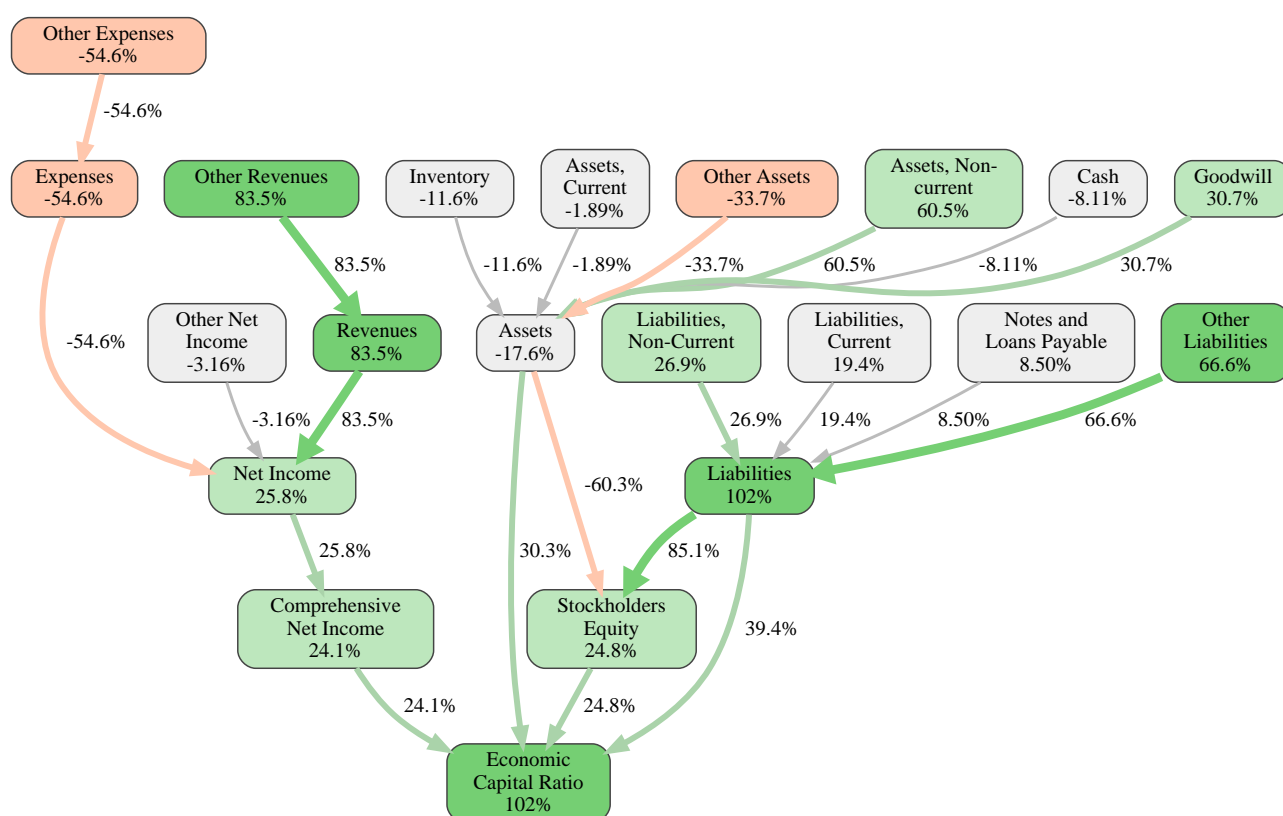 Other Expenses
-54.6%
-54.6%
Expenses
-54.6%
Other Revenues
83.5%
Inventory
-11.6%
Assets,
Current
-1.89%
Other Assets
-33.7%
Assets, Non-
current
60.5%
Cash
-8.11%
Goodwill
30.7%
83.5%
-11.6%
-1.89%
-33.7%
60.5%
-8.11%
30.7%
-54.6%
Other Net
Income
-3.16%
Revenues
83.5%
Assets
-17.6%
Liabilities,
Non-Current
26.9%
Liabilities,
Current
19.4%
Notes and
Loans Payable
8.50%
Other
Liabilities
66.6%
-3.16%
83.5%
26.9%
19.4%
8.50%
66.6%
Net Income
25.8%
-60.3%
Liabilities
102%
25.8%
30.3%
85.1%
Comprehensive
Net Income
24.1%
Stockholders
Equity
24.8%
39.4%
24.1%
24.8%
Economic
Capital Ratio
102%